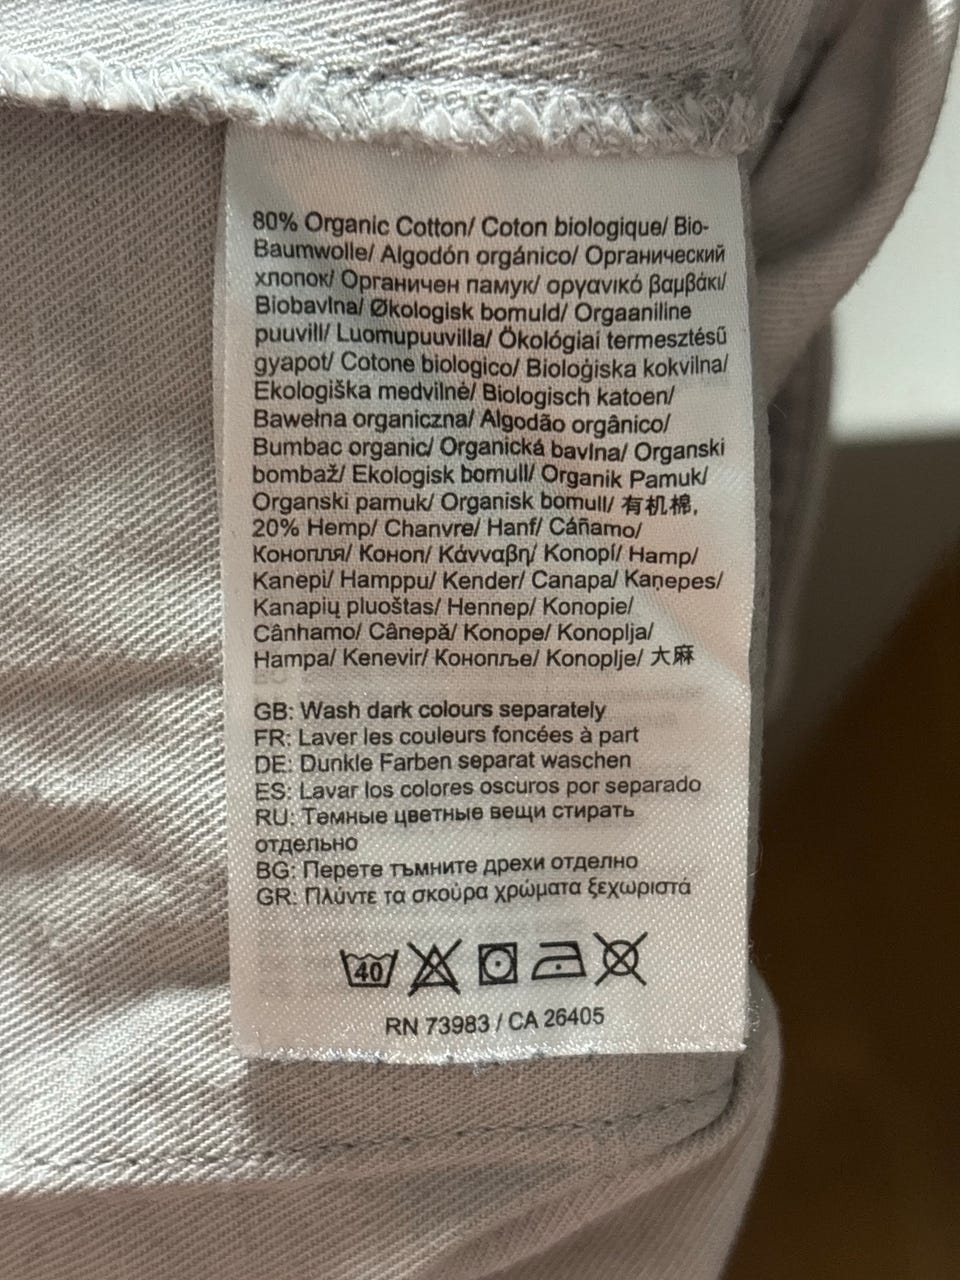 80% Organic Cotton/ Coton biologique/ Bio-
Baumwolle/ Algodón orgánico/ Органический
хлопок/ Органичен памук/ οργανικό βαμβάκι/
Biobavlna/ Økologisk bomuld/ Orgaaniline
puuvill/ Luomupuuvilla/ Ökológiai termesztésű
gyapot/ Cotone biologico/ Bioloģiska kokvilna/
Ekologiška medvilnė/ Biologisch katoen/
Bawełna organiczna/ Algodão orgânico/
Bumbac organic/ Organická bavlna/ Organski
bombaž/ Ekologisk bomull/ Organik Pamuk/
Organski pamuk/ Organisk bomull/ 有机棉,
20% Hemp/ Chanvre/ Hanf/ Cáñamo/
Конопля/ Коноп/ Κάνναβη/ Konopí/ Hamp/
Kanepi/ Hamppu/ Kender/ Canapa/ Kaņepes/
Kanapių pluoštas/ Hennep/ Konopie/
Cânhamo/ Cânepă/ Konope/ Konoplja/
Hampa/ Kenevir/ Конопље/ Konoplje/ 大麻
GB: Wash dark colours separately
FR: Laver les couleurs foncées à part
DE: Dunkle Farben separat waschen
ES: Lavar los colores oscuros por separado
RU: Темные цветные вещи стирать
отдельно
BG: Перете тъмните дрехи отделно
GR: Πλύντε τα σκούρα χρώματα ξεχωριστά
40
RN 73983 / CA 26405